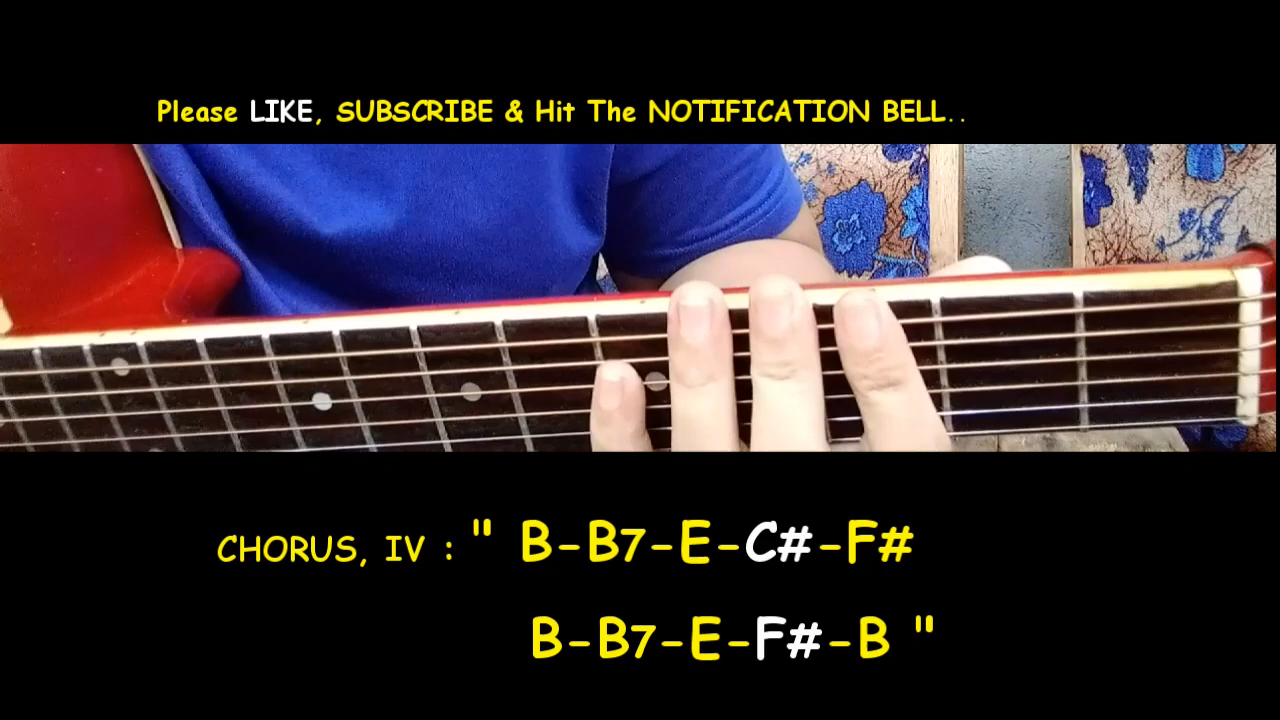 Please LIKE, SUBSCRIBE & Hit The NOTIFICATION BELL..
CHORUS, IV : " B-B7-E-C#-F#
B-B7-E-F#-B "